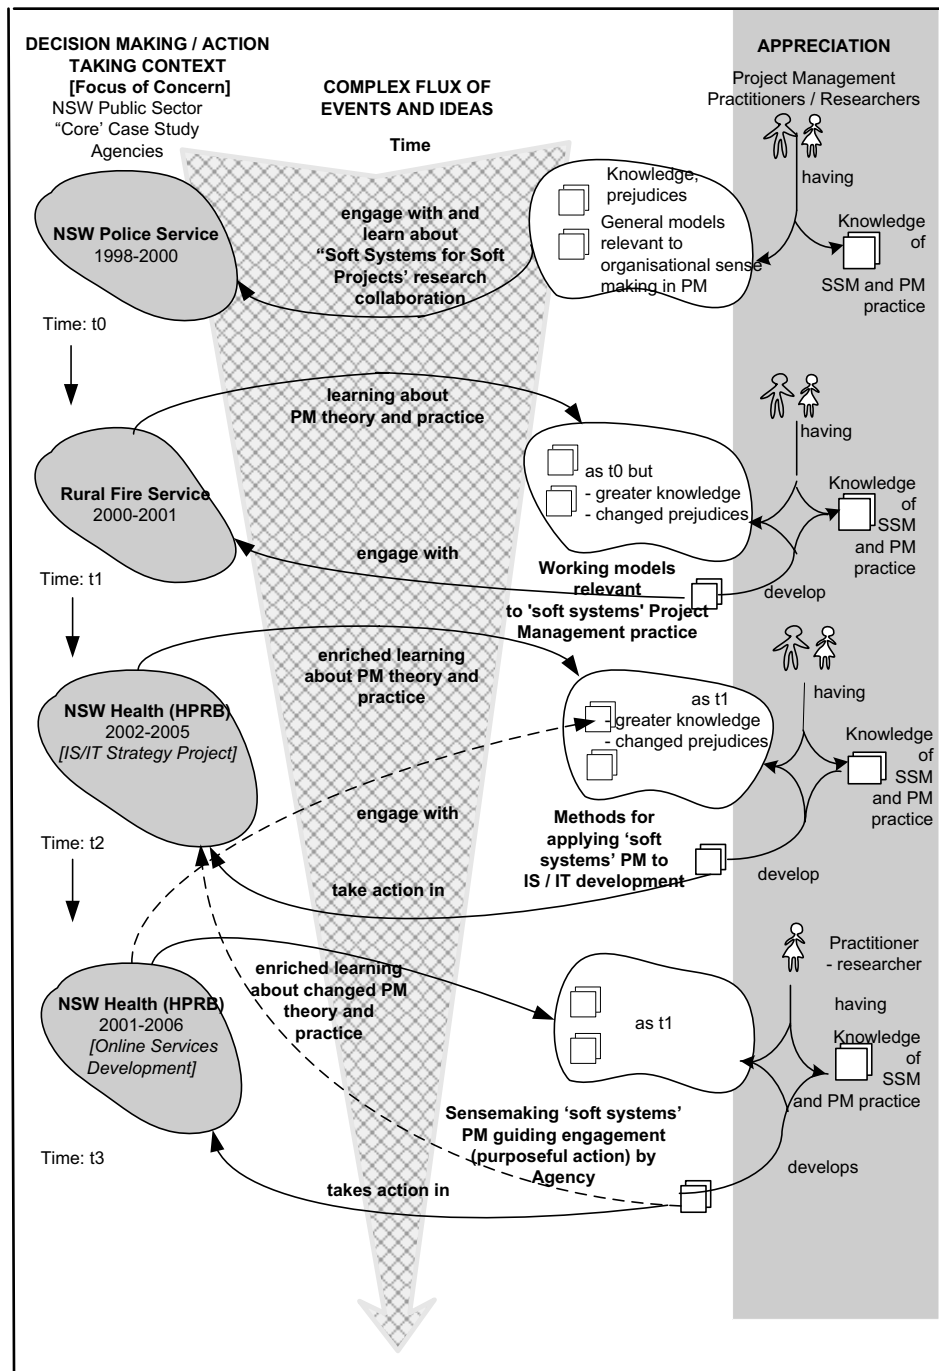 DECISION MAKING / ACTION
TAKING CONTEXT
[Focus of Concern]
NSW Public Sector
“Core’ Case Study
Agencies
COMPLEX FLUX OF
EVENTS AND IDEAS
Time
APPRECIATION
Project Management
Practitioners / Researchers
having
Knowledge
of
SSM and PM
practice
Knowledge,
prejudices
General models
relevant to
organisational sense
making in PM
engage with and
learn about
“Soft Systems for Soft
Projects’ research
collaboration
NSW Police Service
1998-2000
Time: t0
learning about
PM theory and practice
having
Knowledge
of
SSM
and PM
practice
as t0 but
- greater knowledge
- changed prejudices
Rural Fire Service
2000-2001
engage with
Working models
relevant
to 'soft systems' Project
Management practice
develop
Time: t1
enriched learning
about PM theory and
practice
having
Knowledge
of
SSM
and PM
practice
as t1
- greater knowledge
- changed prejudices
NSW Health (HPRB)
2002-2005
[IS/IT Strategy Project]
engage with
Methods for
applying ‘soft
systems’ PM to
IS / IT development
develop
Time: t2
take action in
Practitioner
- researcher
having
Knowledge
of
SSM
and PM practice
enriched learning
about changed PM
theory and
practice
as t1
NSW Health (HPRB)
2001-2006
[Online Services
Development]
Sensemaking ‘soft systems’
PM guiding engagement
(purposeful action) by
Agency
develops
Time: t3
takes action in